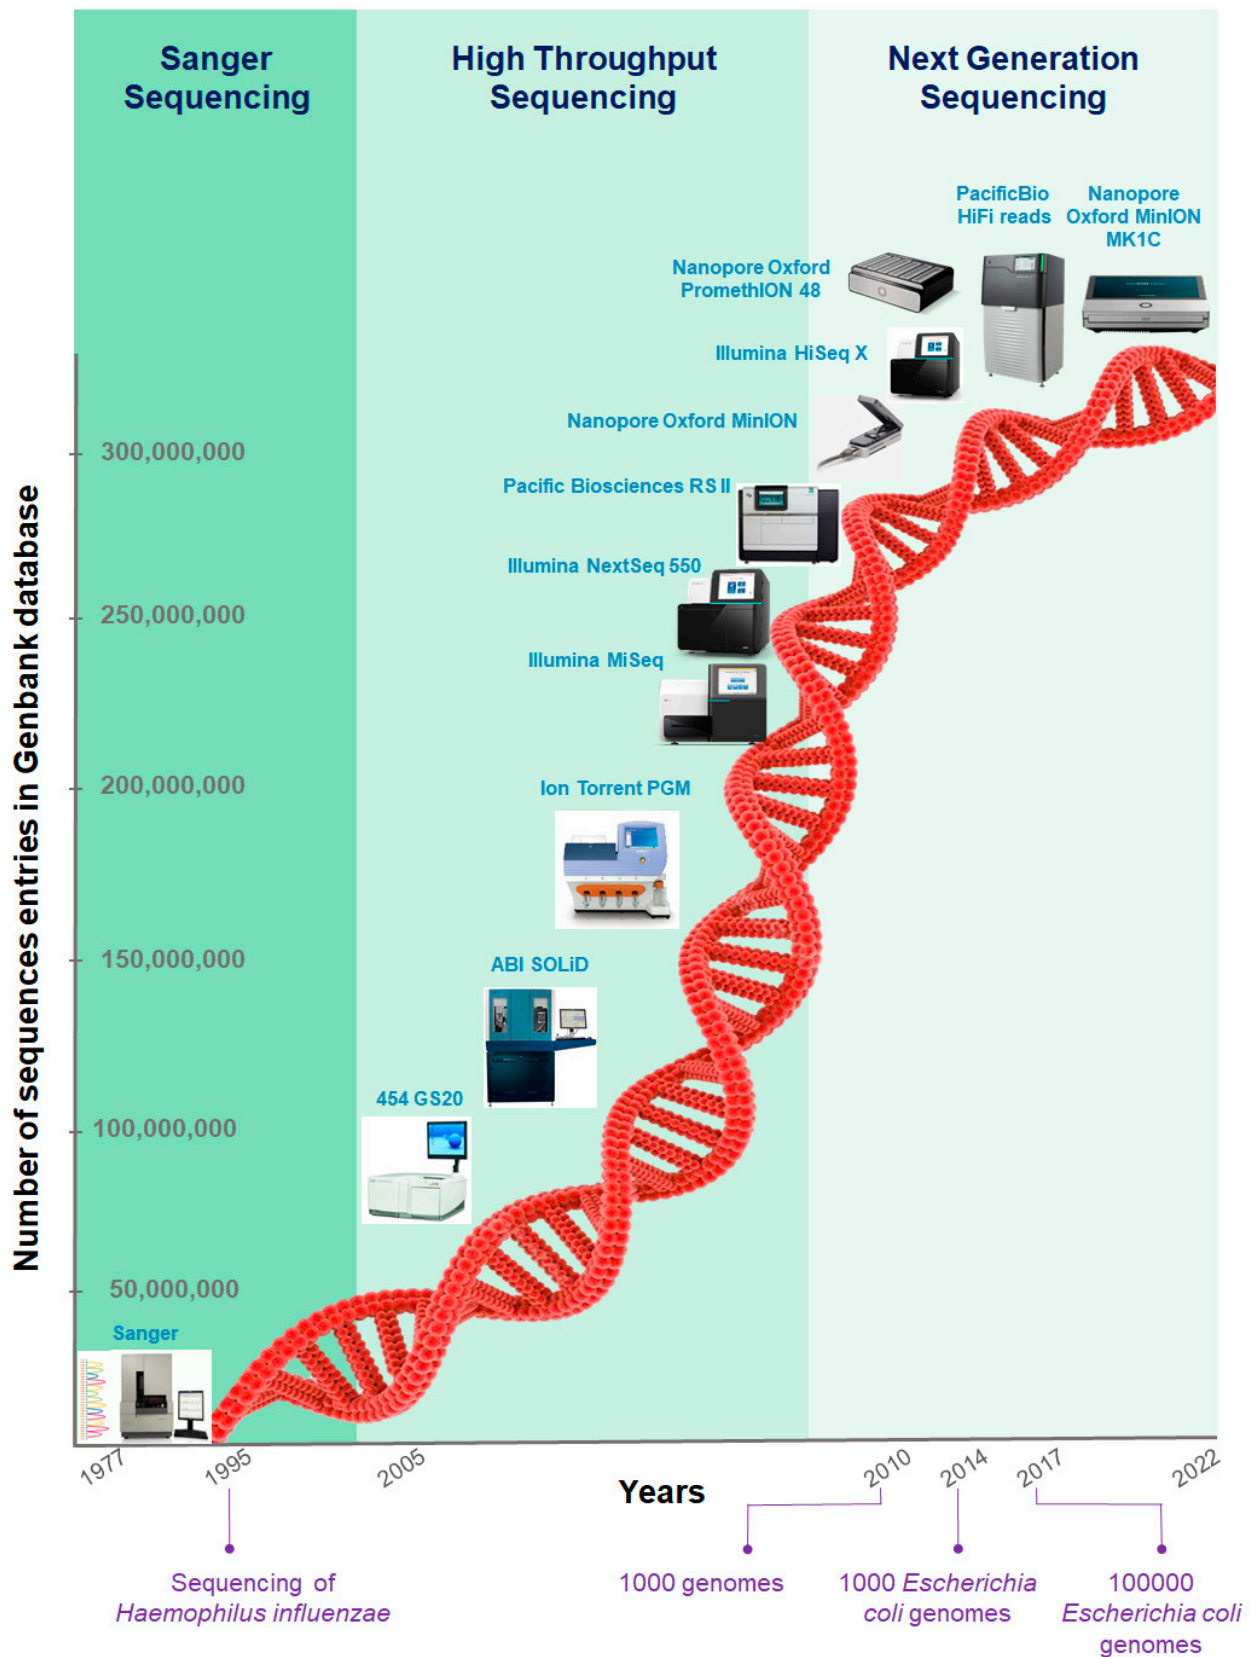 Sanger
Sequencing
High Throughput
Sequencing
Next Generation
Sequencing
PacificBio
HiFi reads
Nanopore
Oxford MinION
MK1C
Nanopore Oxford
PromethION 48
Illumina HiSeq X
Nanopore Oxford MinION
Pacific Biosciences RS II
Illumina NextSeq 550
Illumina MiSeq
Ion Torrent PGM
ABI SOLiD
454 GS20
Sanger
Number of sequences entries in Genbank database
300,000,000
250,000,000
200,000,000
150,000,000
100,000,000
50,000,000
1977
1995
2005
2010
2014
2017
2022
Years
Sequencing of
Haemophilus influenzae
1000 genomes
1000 Escherichia
coli genomes
100000
Escherichia coli
genomes